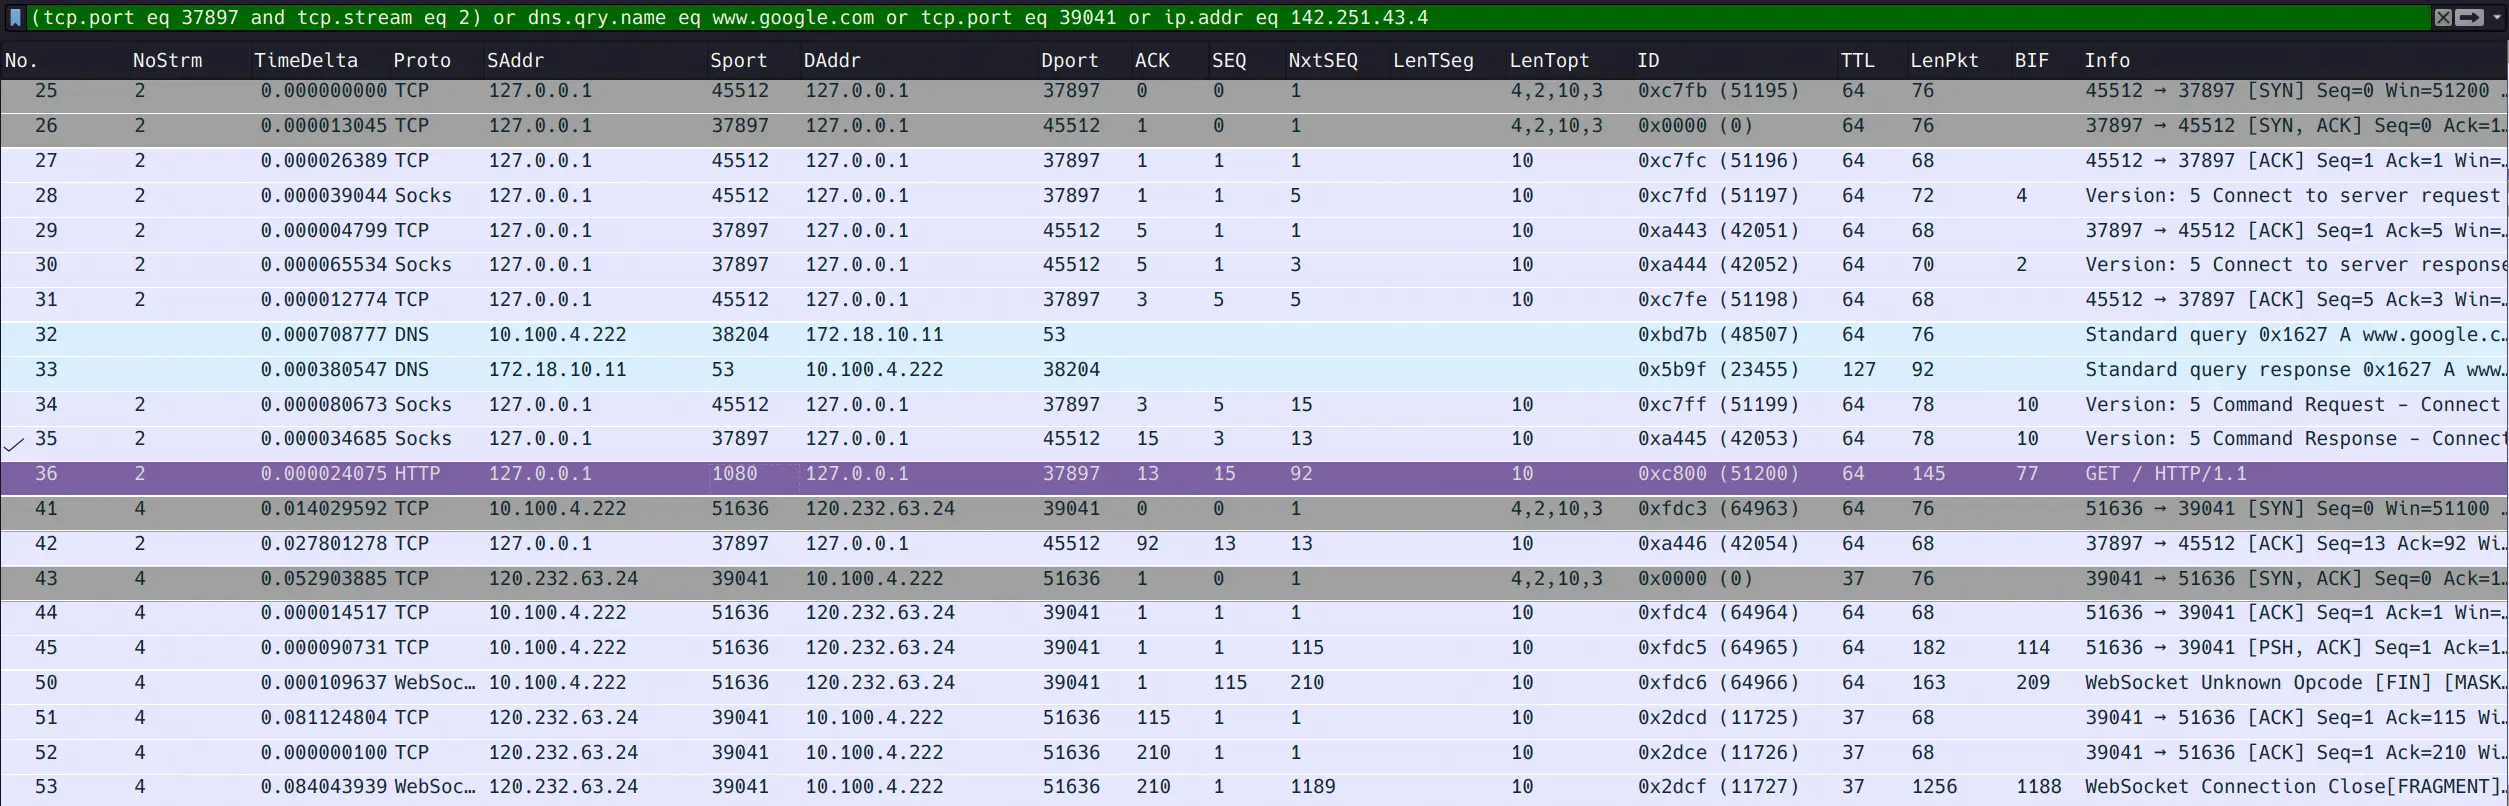 (tcp.port eq 37897 and tcp.stream eq 2) or dns.qry.name eq www.google.com or tcp.port eq 39041 or ip.addr eq 142.251.43.4
No. NoStrm TimeDelta Proto SAddr Sport DAddr Dport ACK SEQ NxtSEQ LenTSeg LenTopt ID TTL LenPkt BIF Info
25 2 0.000000000 TCP 127.0.0.1 45512 127.0.0.1 37897 0 0 1 4,2,10,3 0xc7fb (51195) 64 76 45512 → 37897 [SYN] Seq=0 Win=51200 …
26 2 0.000013045 TCP 127.0.0.1 37897 127.0.0.1 45512 1 0 1 4,2,10,3 0x0000 (0) 64 76 37897 → 45512 [SYN, ACK] Seq=0 Ack=1…
27 2 0.000026389 TCP 127.0.0.1 45512 127.0.0.1 37897 1 1 1 10 0xc7fc (51196) 64 68 45512 → 37897 [ACK] Seq=1 Ack=1 Win=…
28 2 0.000039044 Socks 127.0.0.1 45512 127.0.0.1 37897 1 1 5 10 0xc7fd (51197) 64 72 4 Version: 5 Connect to server request
29 2 0.000004799 TCP 127.0.0.1 37897 127.0.0.1 45512 5 1 1 10 0xa443 (42051) 64 68 37897 → 45512 [ACK] Seq=1 Ack=5 Win=…
30 2 0.000065534 Socks 127.0.0.1 37897 127.0.0.1 45512 5 1 3 10 0xa444 (42052) 64 70 2 Version: 5 Connect to server response
31 2 0.000012774 TCP 127.0.0.1 45512 127.0.0.1 37897 3 5 5 10 0xc7fe (51198) 64 68 45512 → 37897 [ACK] Seq=5 Ack=3 Win=…
32 0.000708777 DNS 10.100.4.222 38204 172.18.10.11 53 0xbd7b (48507) 64 76 Standard query 0x1627 A www.google.c…
33 0.000380547 DNS 172.18.10.11 53 10.100.4.222 38204 0x5b9f (23455) 127 92 Standard query response 0x1627 A www…
34 2 0.000080673 Socks 127.0.0.1 45512 127.0.0.1 37897 3 5 15 10 0xc7ff (51199) 64 78 10 Version: 5 Command Request - Connect
35 2 0.000034685 Socks 127.0.0.1 37897 127.0.0.1 45512 15 3 13 10 0xa445 (42053) 64 78 10 Version: 5 Command Response - Connect
36 2 0.000024075 HTTP 127.0.0.1 1080 127.0.0.1 37897 13 15 92 10 0xc800 (51200) 64 145 77 GET / HTTP/1.1
41 4 0.014029592 TCP 10.100.4.222 51636 120.232.63.24 39041 0 0 1 4,2,10,3 0xfdc3 (64963) 64 76 51636 → 39041 [SYN] Seq=0 Win=51100 …
42 2 0.027801278 TCP 127.0.0.1 37897 127.0.0.1 45512 92 13 13 10 0xa446 (42054) 64 68 37897 → 45512 [ACK] Seq=13 Ack=92 Wi…
43 4 0.052903885 TCP 120.232.63.24 39041 10.100.4.222 51636 1 0 1 4,2,10,3 0x0000 (0) 37 76 39041 → 51636 [SYN, ACK] Seq=0 Ack=1…
44 4 0.000014517 TCP 10.100.4.222 51636 120.232.63.24 39041 1 1 1 10 0xfdc4 (64964) 64 68 51636 → 39041 [ACK] Seq=1 Ack=1 Win=…
45 4 0.000090731 TCP 10.100.4.222 51636 120.232.63.24 39041 1 1 115 10 0xfdc5 (64965) 64 182 114 51636 → 39041 [PSH, ACK] Seq=1 Ack=1…
50 4 0.000109637 WebSoc… 10.100.4.222 51636 120.232.63.24 39041 1 115 210 10 0xfdc6 (64966) 64 163 209 WebSocket Unknown Opcode [FIN] [MASK…
51 4 0.081124804 TCP 120.232.63.24 39041 10.100.4.222 51636 115 1 1 10 0x2dcd (11725) 37 68 39041 → 51636 [ACK] Seq=1 Ack=115 Wi…
52 4 0.000000100 TCP 120.232.63.24 39041 10.100.4.222 51636 210 1 1 10 0x2dce (11726) 37 68 39041 → 51636 [ACK] Seq=1 Ack=210 Wi…
53 4 0.084043939 WebSoc… 120.232.63.24 39041 10.100.4.222 51636 210 1 1189 10 0x2dcf (11727) 37 1256 1188 WebSocket Connection Close[FRAGMENT]…